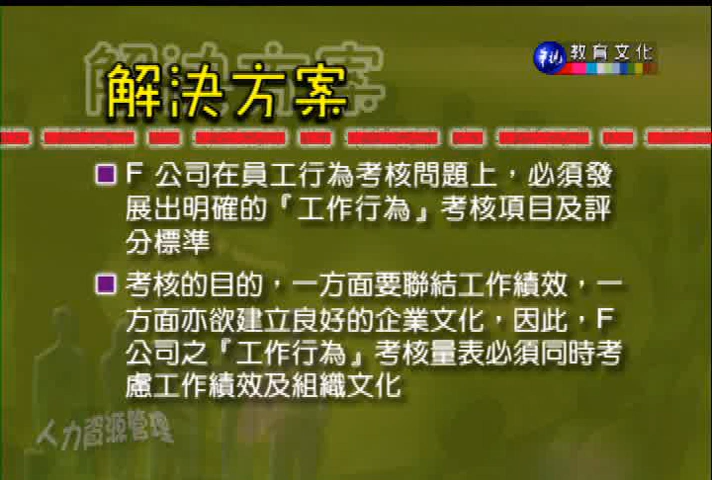 華視 教育文化
解決方案
F 公司在員工行為考核問題上，必須發
展出明確的『工作行為』考核項目及評
分標準
考核的目的，一方面要聯結工作績效，一
方面亦欲建立良好的企業文化，因此，F
公司之『工作行為』考核量表必須同時考
慮工作績效及組織文化
人力資源管理